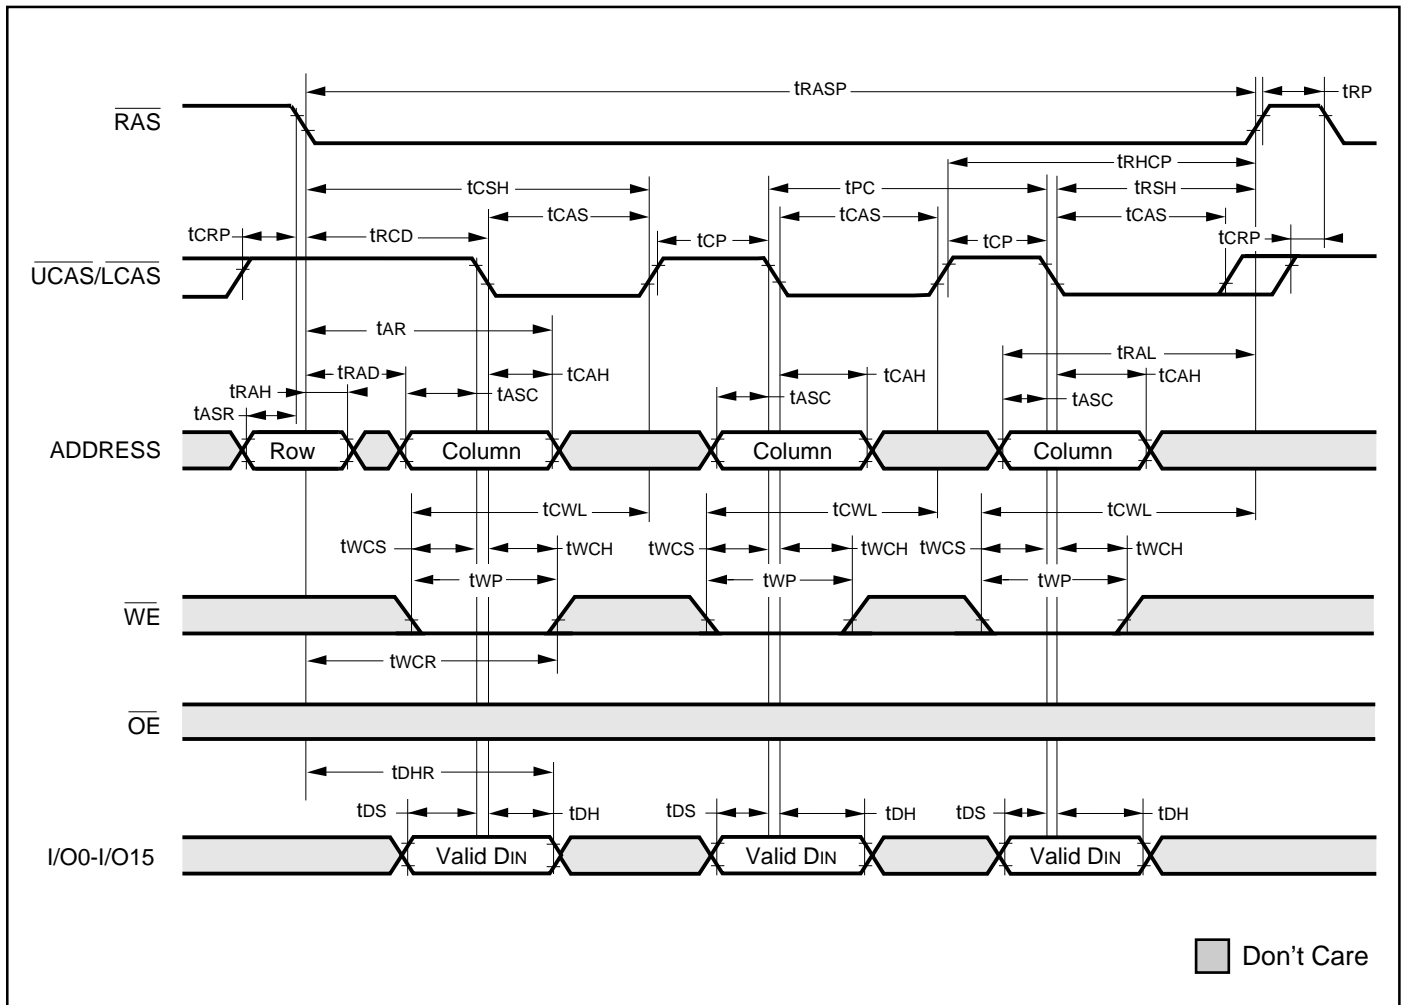 tRASP
tRP
RAS
tRHCP
tCSH tPC tRSH
tCAS tCAS tCAS
tCRP tRCD tCP tCP tCRP
UCAS/LCAS
tAR
tRAL
tRAD
tRAH tCAH tCAH tCAH
tASR tASC tASC tASC
ADDRESS Row Column Column Column
tCWL tCWL tCWL
tWCS tWCH tWCS tWCH tWCS tWCH
tWP tWP tWP
WE
tWCR
OE
tDHR
tDS tDH tDS tDH tDS tDH
I/O0-I/O15 Valid DIN Valid DIN Valid DIN
Don't Care